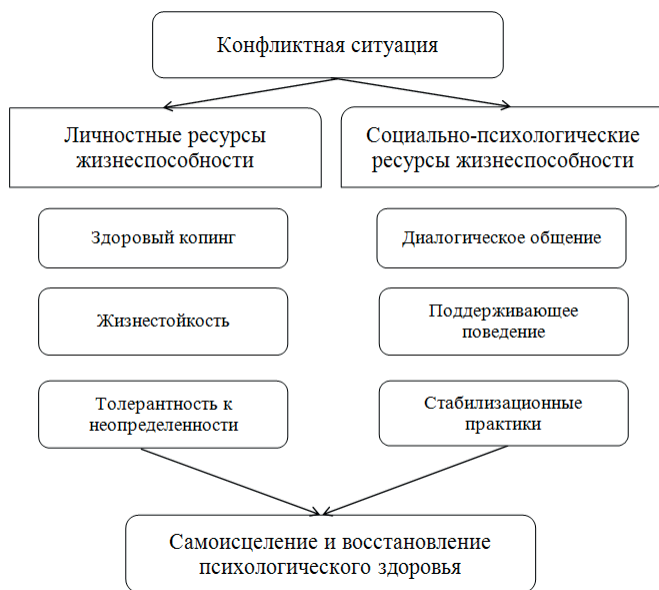 Конфликтная ситуация
Личностные ресурсы
жизнеспособности
Социально-психологические
ресурсы жизнеспособности
Здоровый копинг
Диалогическое общение
Жизнестойкость
Поддерживающее
поведение
Толерантность к
неопределенности
Стабилизационные
практики
Самоисцеление и восстановление
психологического здоровья